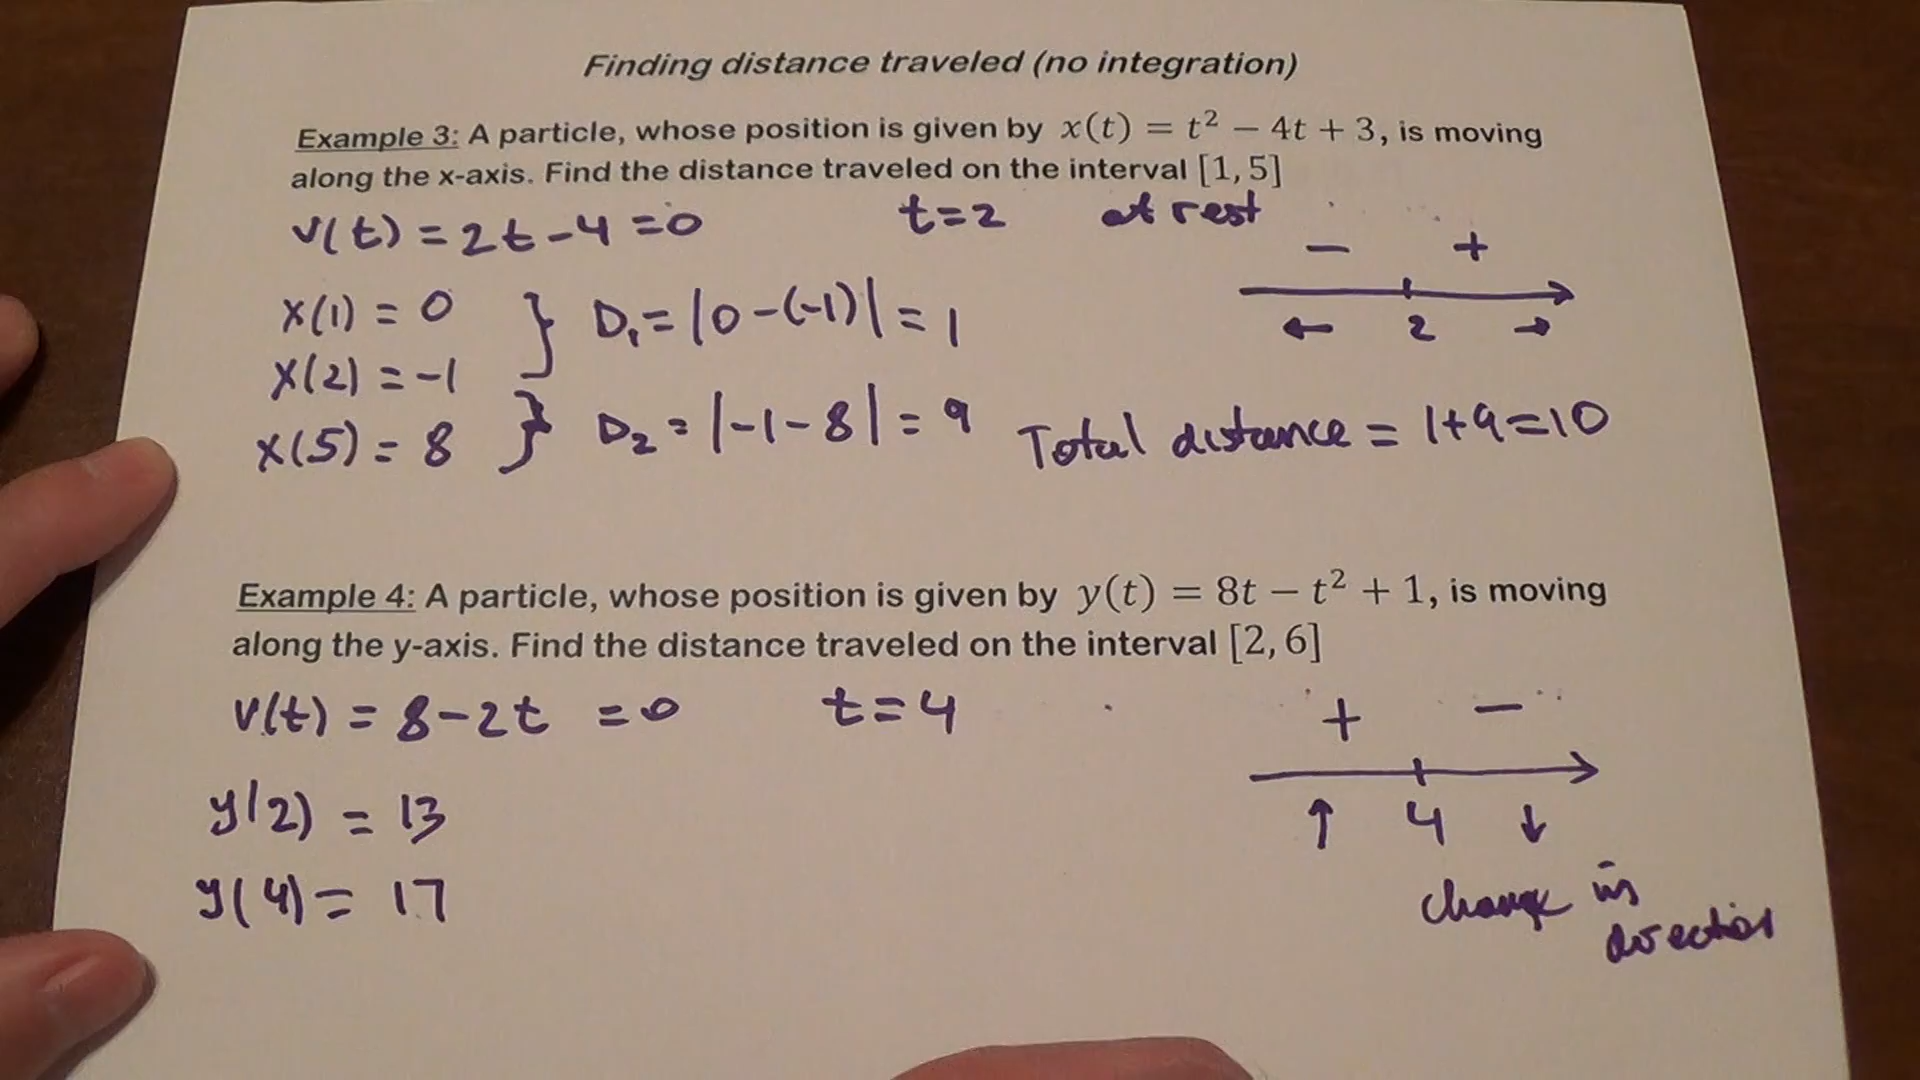 Finding distance traveled (no integration)
Example 3: A particle, whose position is given by x(t) = t² − 4t + 3, is moving
along the x-axis. Find the distance traveled on the interval [1, 5]
v(t) = 2t − 4 = 0 t = 2 at rest
− +
2
x(1) = 0 } D₁ = |0 − (−1)| = 1
x(2) = −1
x(5) = 8 } D₂ = |−1 − 8| = 9 Total distance = 1 + 9 = 10
Example 4: A particle, whose position is given by y(t) = 8t − t² + 1, is moving
along the y-axis. Find the distance traveled on the interval [2, 6]
v(t) = 8 − 2t = 0 t = 4
+ −
↑ 4 ↓
y(2) = 13
y(4) = 17
change in
direction